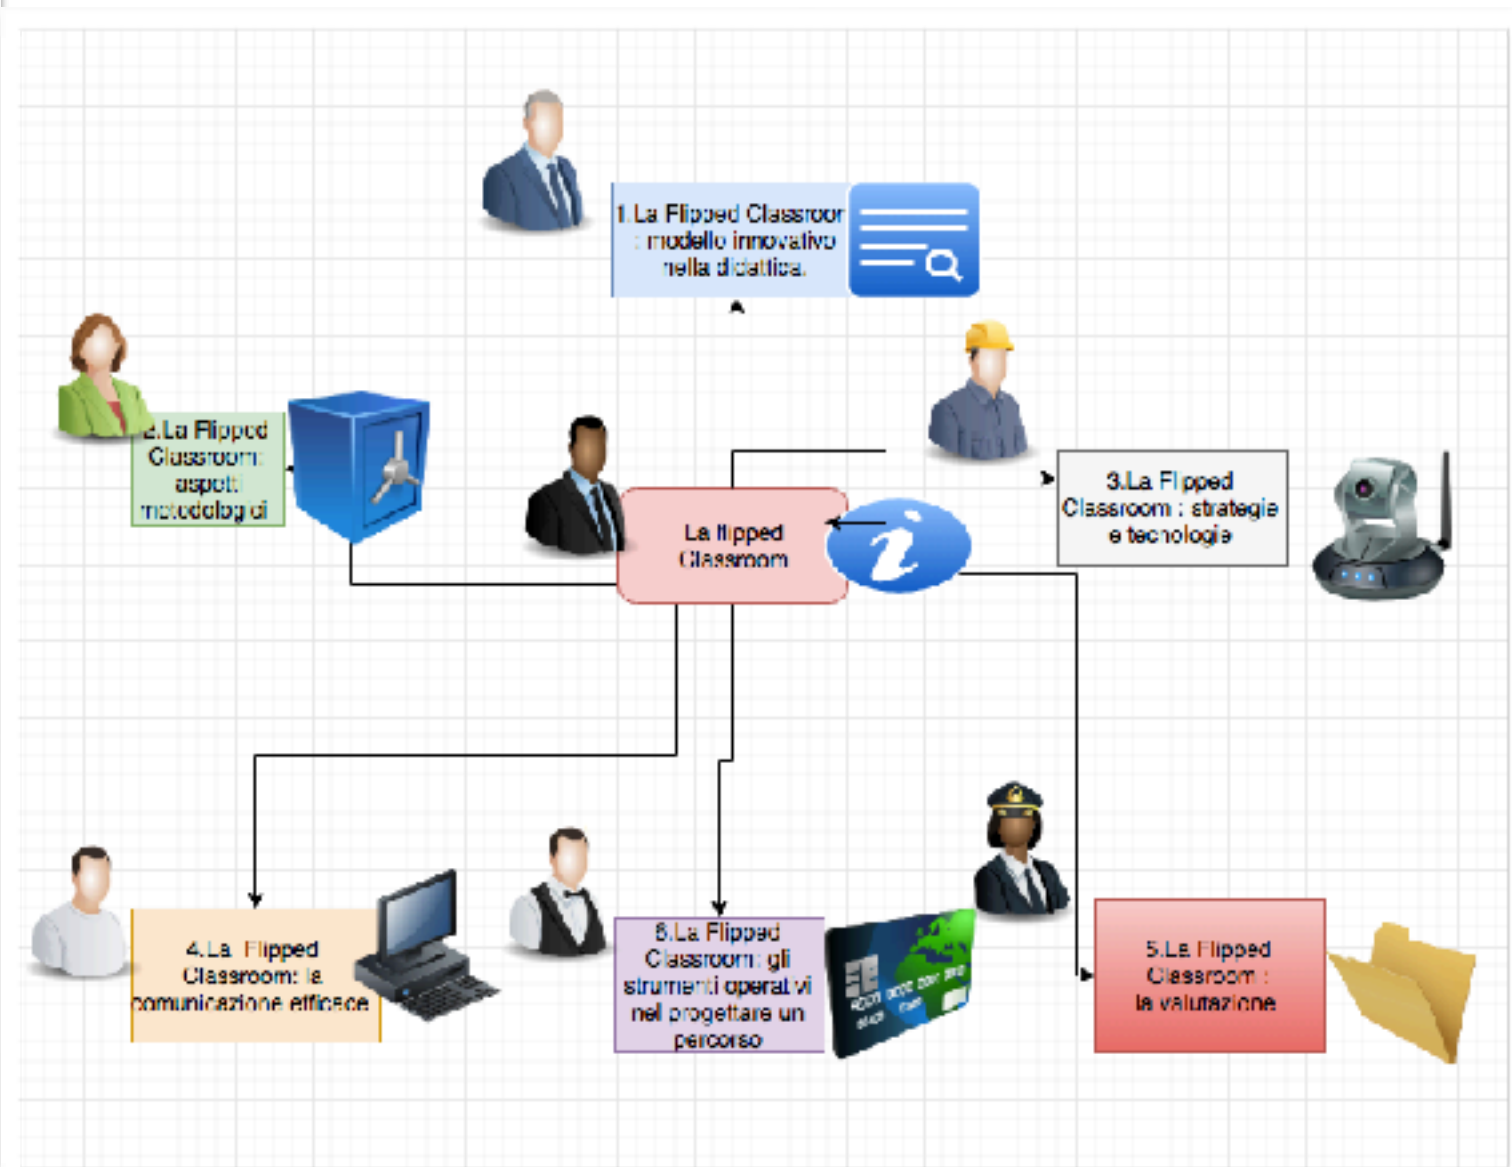 1.La Flipped Classroom
: modello innovativo
nella didattica.
2.La Flipped
Classroom:
aspetti
metodologici
La flipped
Classroom
3.La Flipped
Classroom : strategie
e tecnologie
4.La Flipped
Classroom: la
comunicazione efficace
6.La Flipped
Classroom: gli
strumenti operativi
nel progettare un
percorso
5.La Flipped
Classroom :
la valutazione